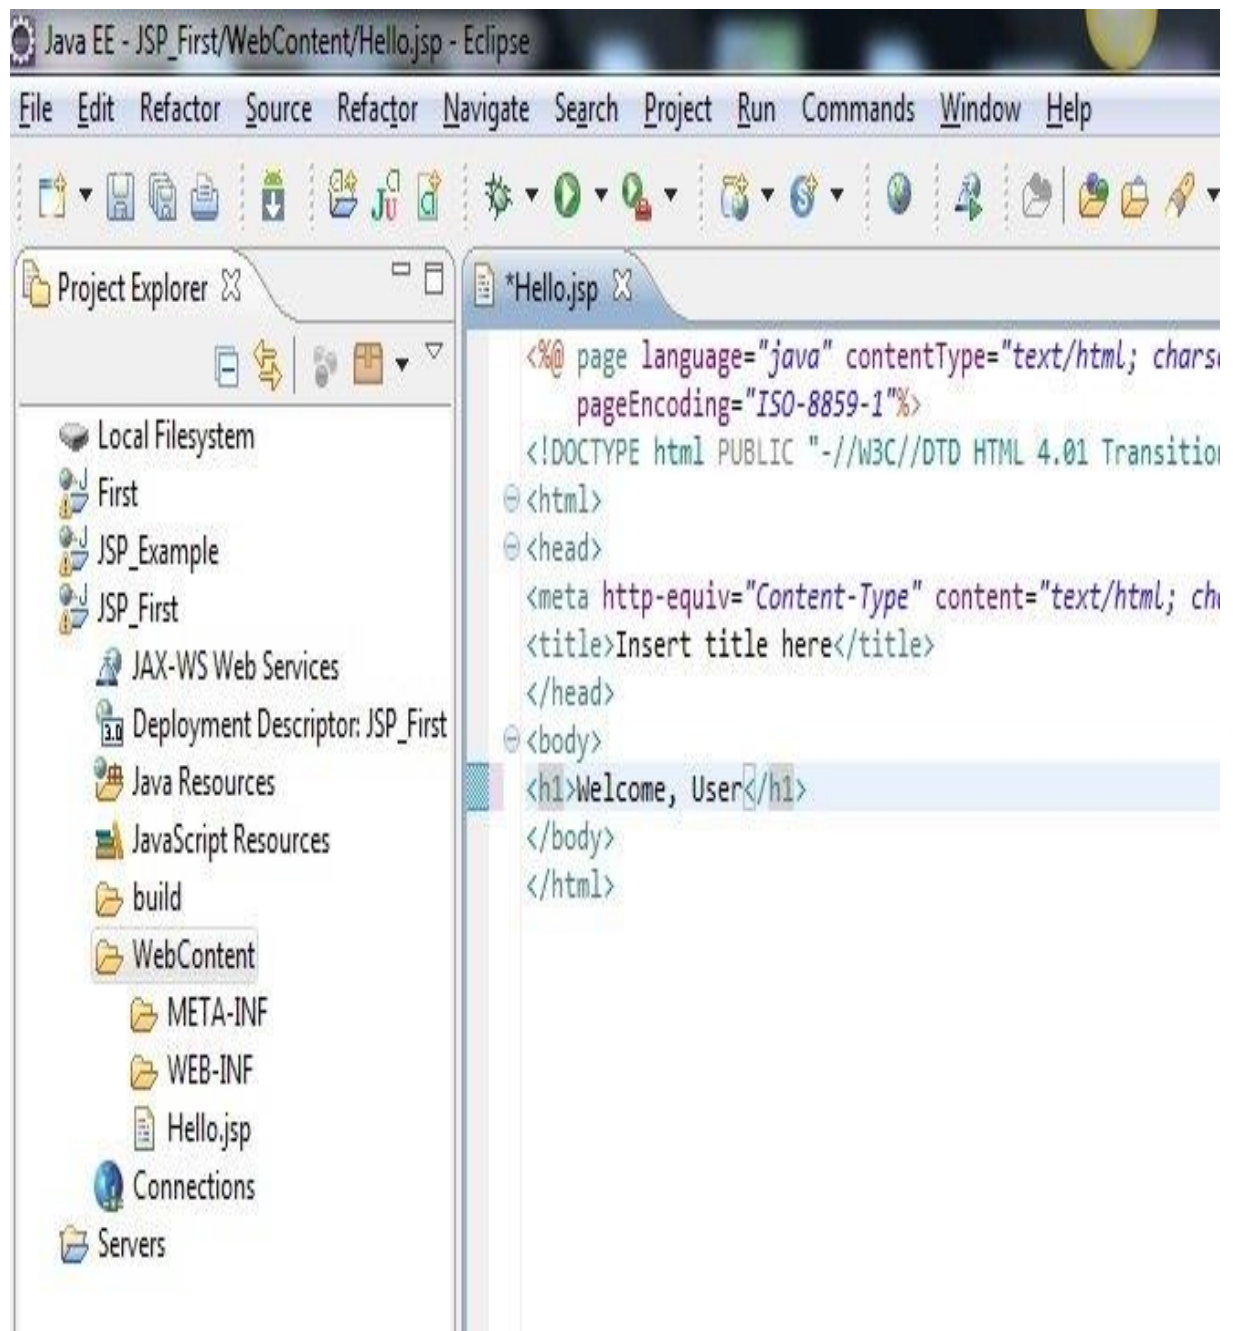 Java EE - JSP_First/WebContent/Hello.jsp - Eclipse
File Edit Refactor Source Refactor Navigate Search Project Run Commands Window Help
Project Explorer
*Hello.jsp
Local Filesystem
First
JSP_Example
JSP_First
JAX-WS Web Services
3.0 Deployment Descriptor: JSP_First
Java Resources
JavaScript Resources
build
WebContent
META-INF
WEB-INF
Hello.jsp
Connections
Servers
<%@ page language="java" contentType="text/html; chars
pageEncoding="ISO-8859-1"%>
<!DOCTYPE html PUBLIC "-//W3C//DTD HTML 4.01 Transitio
<html>
<head>
<meta http-equiv="Content-Type" content="text/html; ch
<title>Insert title here</title>
</head>
<body>
<h1>Welcome, User</h1>
</body>
</html>